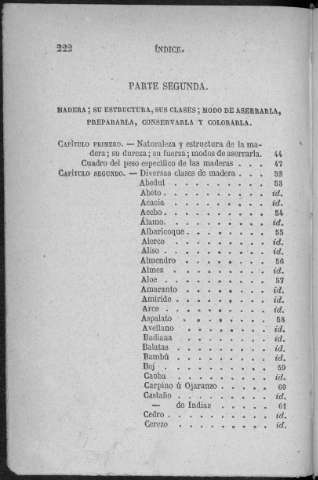 222 ÍNDICE.
PARTE SEGUNDA.
MADERA; SU ESTRUCTURA, SUS CLASES; MODO DE ASERRARLA,
PREPARARLA, CONSERVARLA Y COLORARLA.
CAPÍTULO PRIMERO. — Naturaleza y estructura de la ma-
dera; su dureza; su fuerza; modos de aserrarla. 44
Cuadro del peso específico de las maderas . . . 47
CAPÍTULO SEGUNDO. — Diversas clases de madera . . . 53
Abedul . . . . . . . . 53
Abeto . . . . . . . . id.
Acacia . . . . . . . . id.
Acebo . . . . . . . . 54
Álamo . . . . . . . . id.
Albaricoque . . . . . . . 55
Alerce . . . . . . . . id.
Aliso . . . . . . . . id.
Almendro . . . . . . . 56
Almez . . . . . . . . id.
Aloe . . . . . . . . 57
Amaranto . . . . . . . id.
Amírido . . . . . . . . id.
Arce . . . . . . . . id.
Aspalato . . . . . . . 58
Avellano . . . . . . . id.
Badiana . . . . . . . id.
Balatas . . . . . . . id.
Bambú . . . . . . . . id.
Boj . . . . . . . . 59
Caoba . . . . . . . . id.
Carpino ú Ojaranzo . . . . 60
Castaño . . . . . . . id.
— de Indias . . . . . 61
Cedro . . . . . . . . id.
Cerezo . . . . . . . . id.